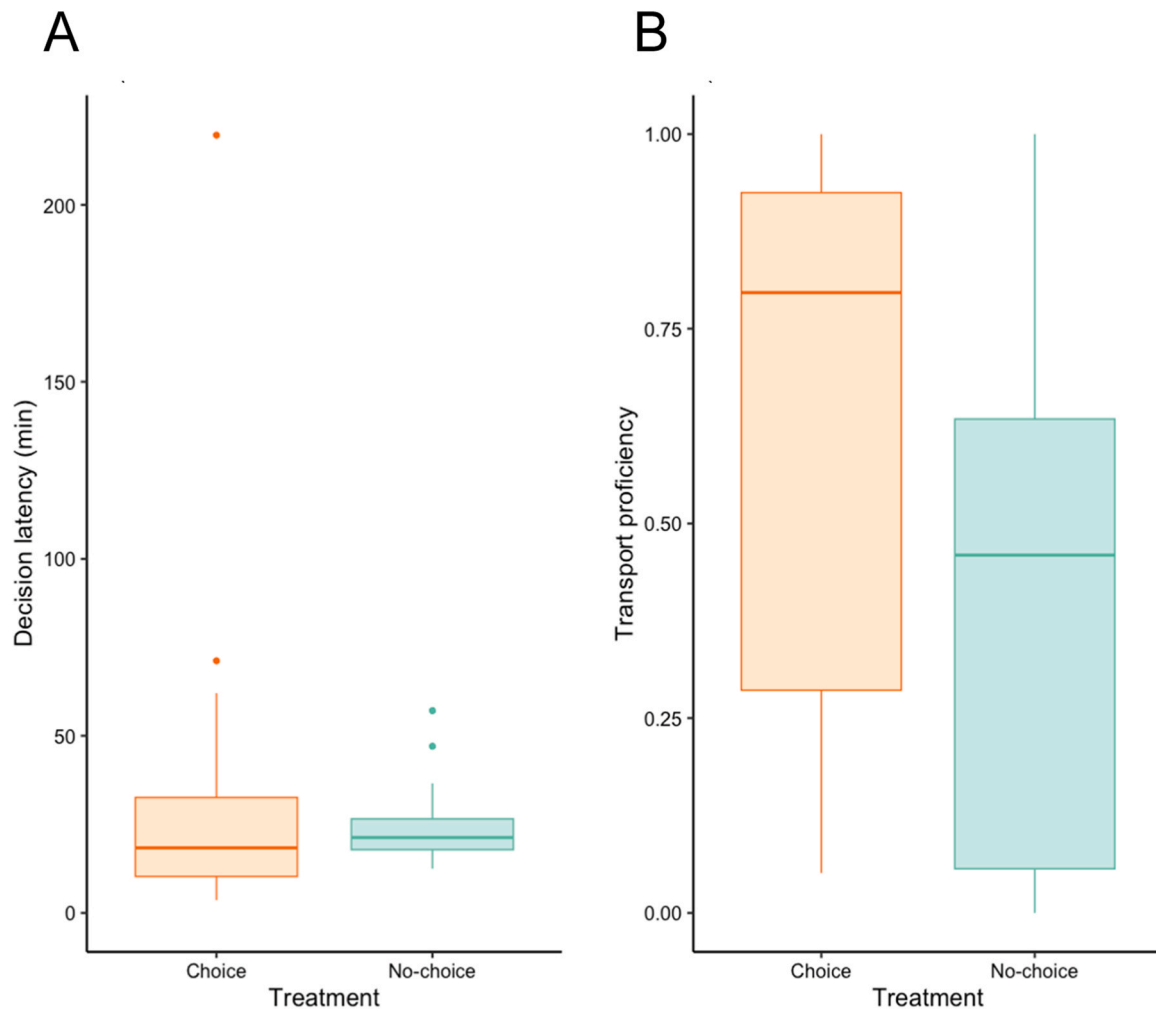 A
B
Decision latency (min)
200
150
100
50
0
Choice
No-choice
Treatment
Transport proficiency
1.00
0.75
0.50
0.25
0.00
Choice
No-choice
Treatment